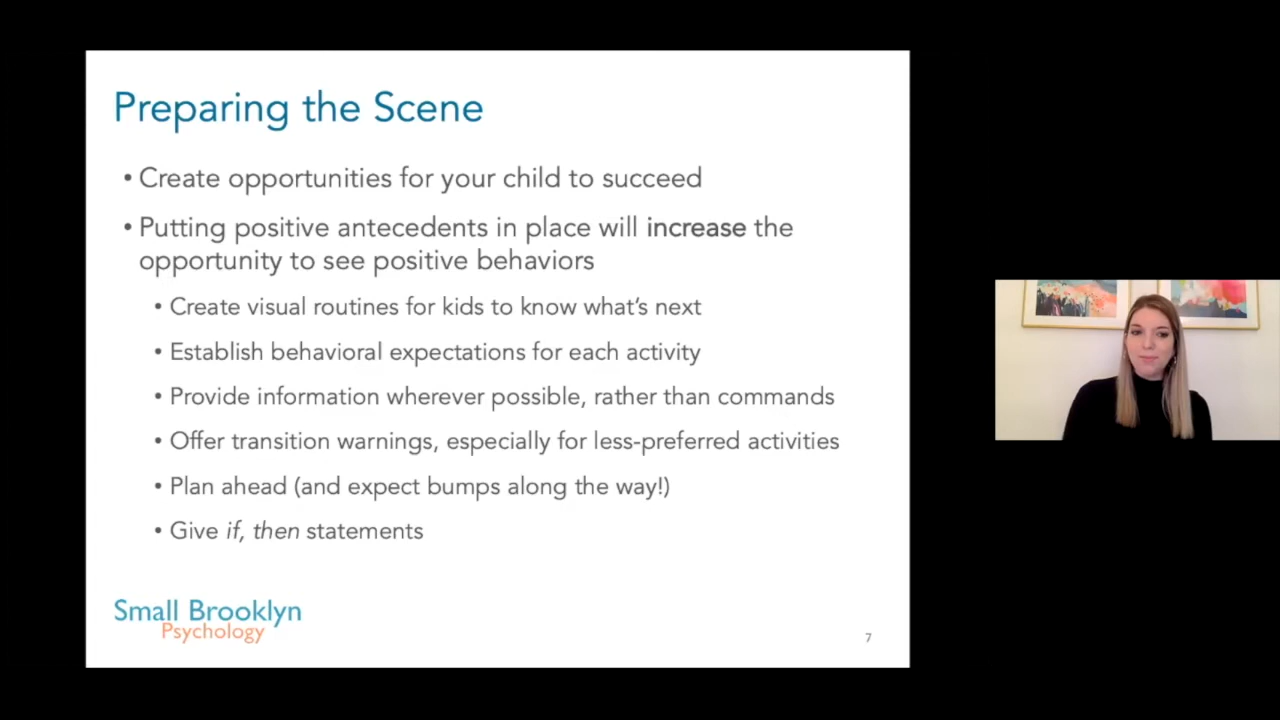 Preparing the Scene
• Create opportunities for your child to succeed
• Putting positive antecedents in place will increase the
opportunity to see positive behaviors
• Create visual routines for kids to know what’s next
• Establish behavioral expectations for each activity
• Provide information wherever possible, rather than commands
• Offer transition warnings, especially for less-preferred activities
• Plan ahead (and expect bumps along the way!)
• Give if, then statements
Small Brooklyn
Psychology
7